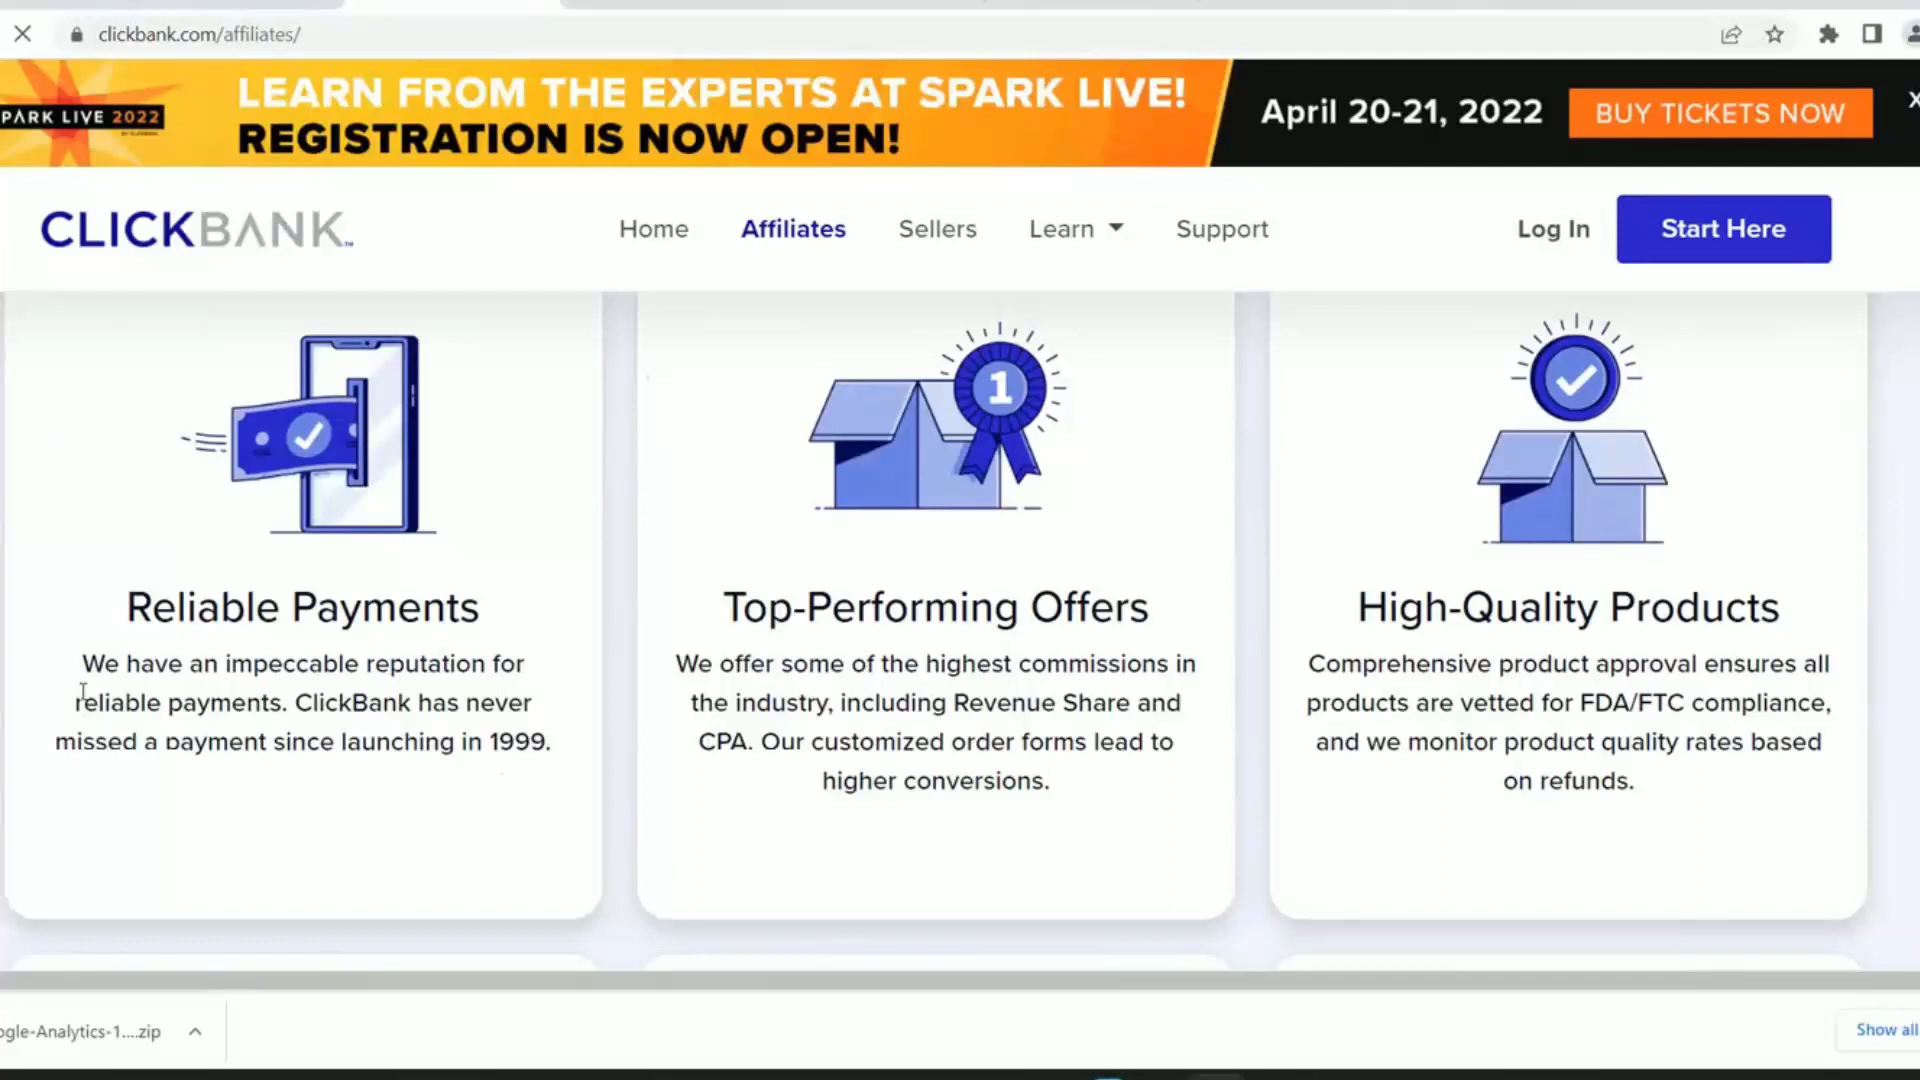 clickbank.com/affiliates/
PARK LIVE 2022
LEARN FROM THE EXPERTS AT SPARK LIVE!
REGISTRATION IS NOW OPEN!
April 20-21, 2022
BUY TICKETS NOW
X
CLICKBANK
Home
Affiliates
Sellers
Learn
Support
Log In
Start Here
1
Reliable Payments
We have an impeccable reputation for
reliable payments. ClickBank has never
missed a payment since launching in 1999.
Top-Performing Offers
We offer some of the highest commissions in
the industry, including Revenue Share and
CPA. Our customized order forms lead to
higher conversions.
High-Quality Products
Comprehensive product approval ensures all
products are vetted for FDA/FTC compliance,
and we monitor product quality rates based
on refunds.
ogle-Analytics-1....zip
Show all